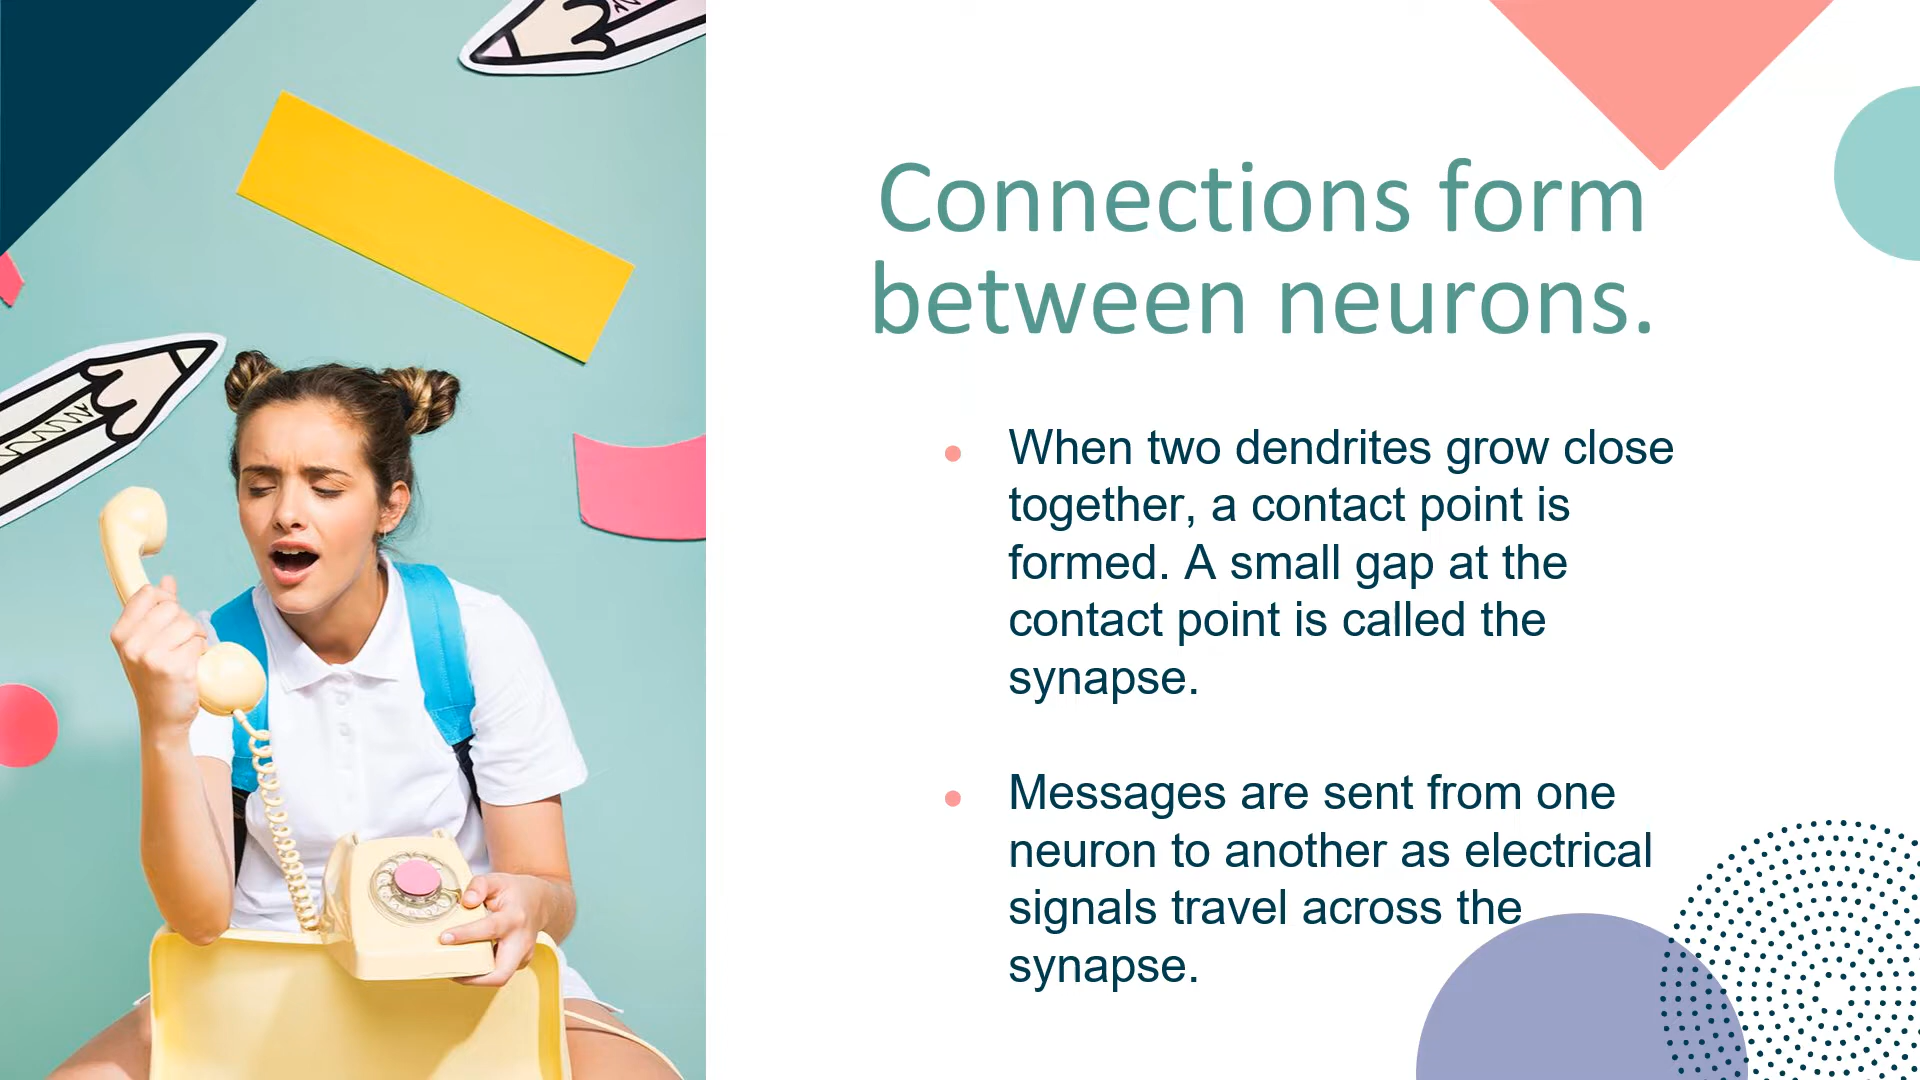 Connections form
between neurons.
• When two dendrites grow close
together, a contact point is
formed. A small gap at the
contact point is called the
synapse.
• Messages are sent from one
neuron to another as electrical
signals travel across the
synapse.